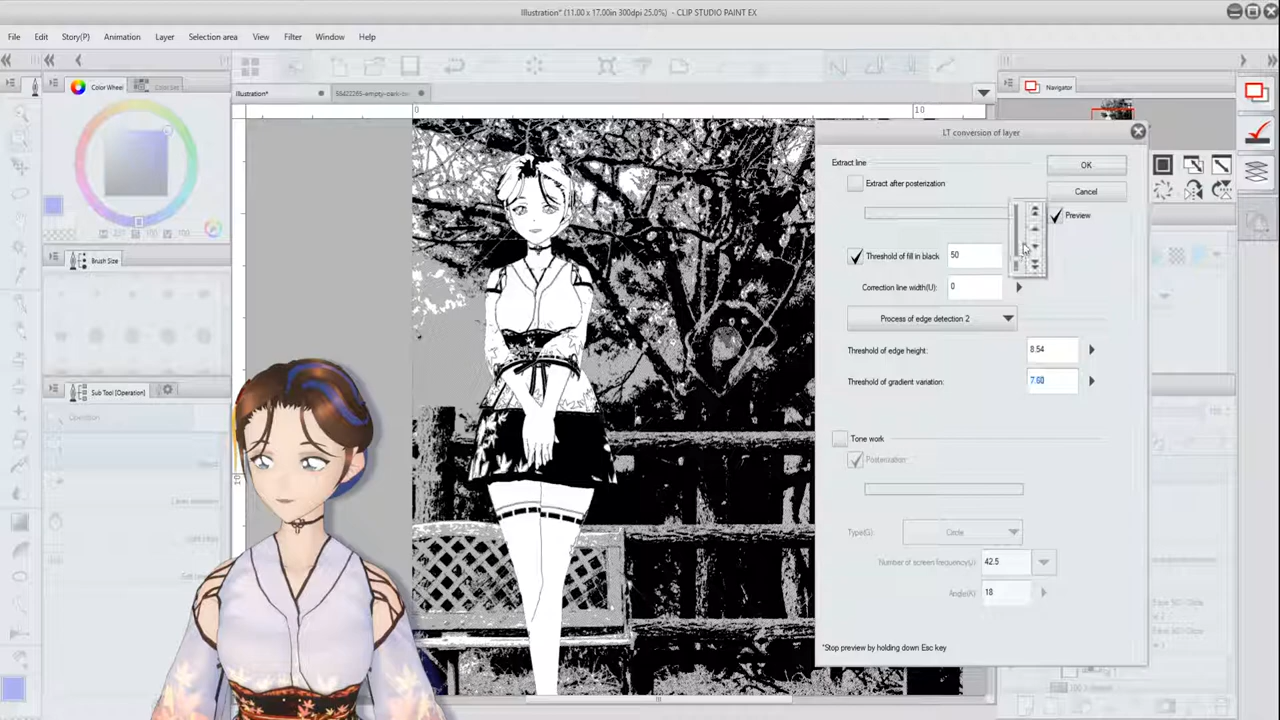 Illustration* (11.00 x 17.00in 300dpi 25.0%) - CLIP STUDIO PAINT EX
File Edit Story(P) Animation Layer Selection area View Filter Window Help
Color Wheel
Illustration*
Navigator
0
10
LT conversion of layer
Extract line
OK
Extract after posterization
Cancel
Preview
Threshold of fill in black 50
Correction line width(U): 0
Process of edge detection 2
Threshold of edge height: 8.54
Threshold of gradient variation: 7.60
Brush Size
Sub Tool [Operation]
Operation
Tone work
Posterization
Type(G): Circle
Number of screen frequency(J): 42.5
Angle(K): 18
*Stop preview by holding down Esc key